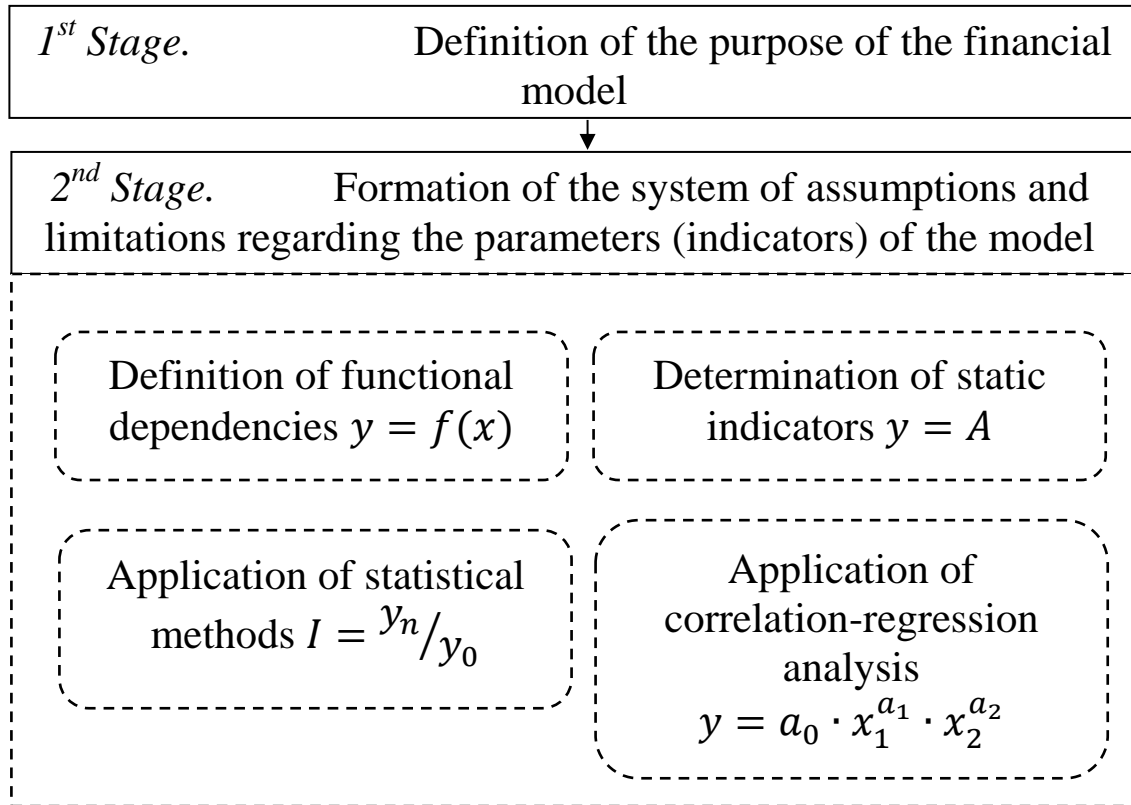 1st Stage. Definition of the purpose of the financial
model
2nd Stage. Formation of the system of assumptions and
limitations regarding the parameters (indicators) of the model
Definition of functional
dependencies y = f(x)
Determination of static
indicators y = A
Application of statistical
methods I = yₙ/y₀
Application of
correlation-regression
analysis
y = a₀ · x₁^a₁ · x₂^a₂